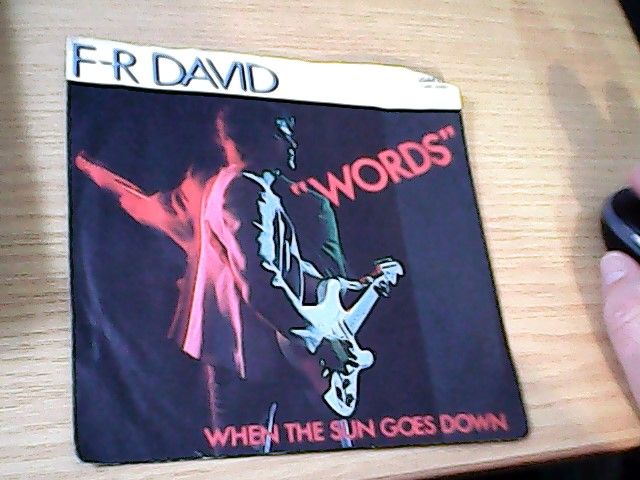 F-R DAVID
"WORDS"
WHEN THE SUN GOES DOWN